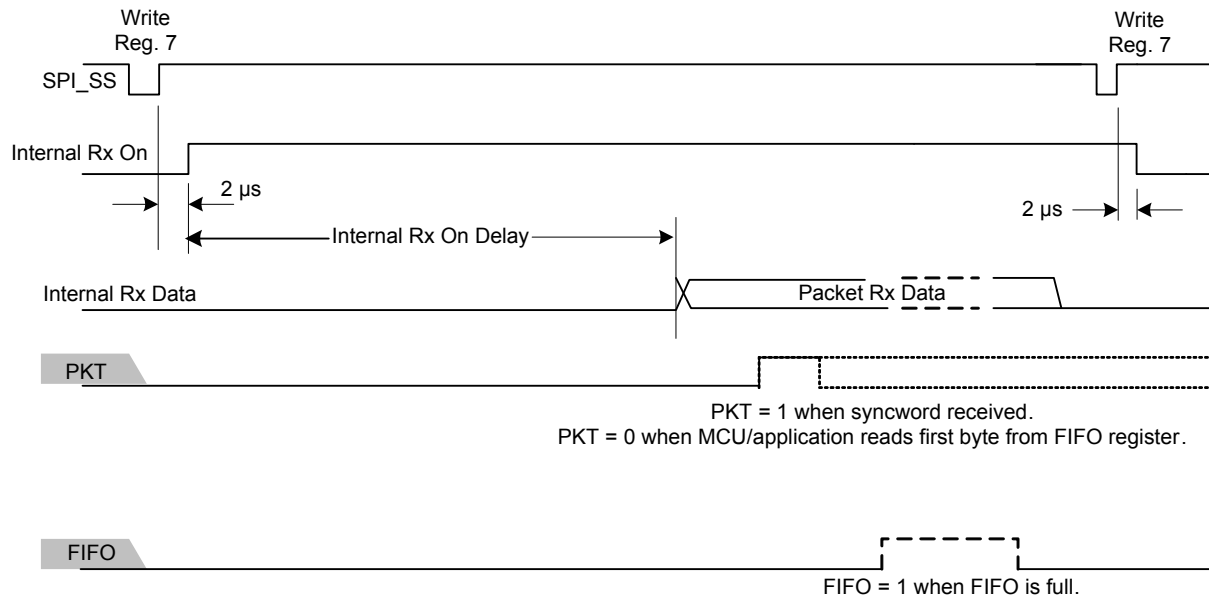 Write
Reg. 7
Write
Reg. 7
SPI_SS
Internal Rx On
2 µs
2 µs
Internal Rx On Delay
Internal Rx Data
Packet Rx Data
PKT
PKT = 1 when syncword received.
PKT = 0 when MCU/application reads first byte from FIFO register.
FIFO
FIFO = 1 when FIFO is full.